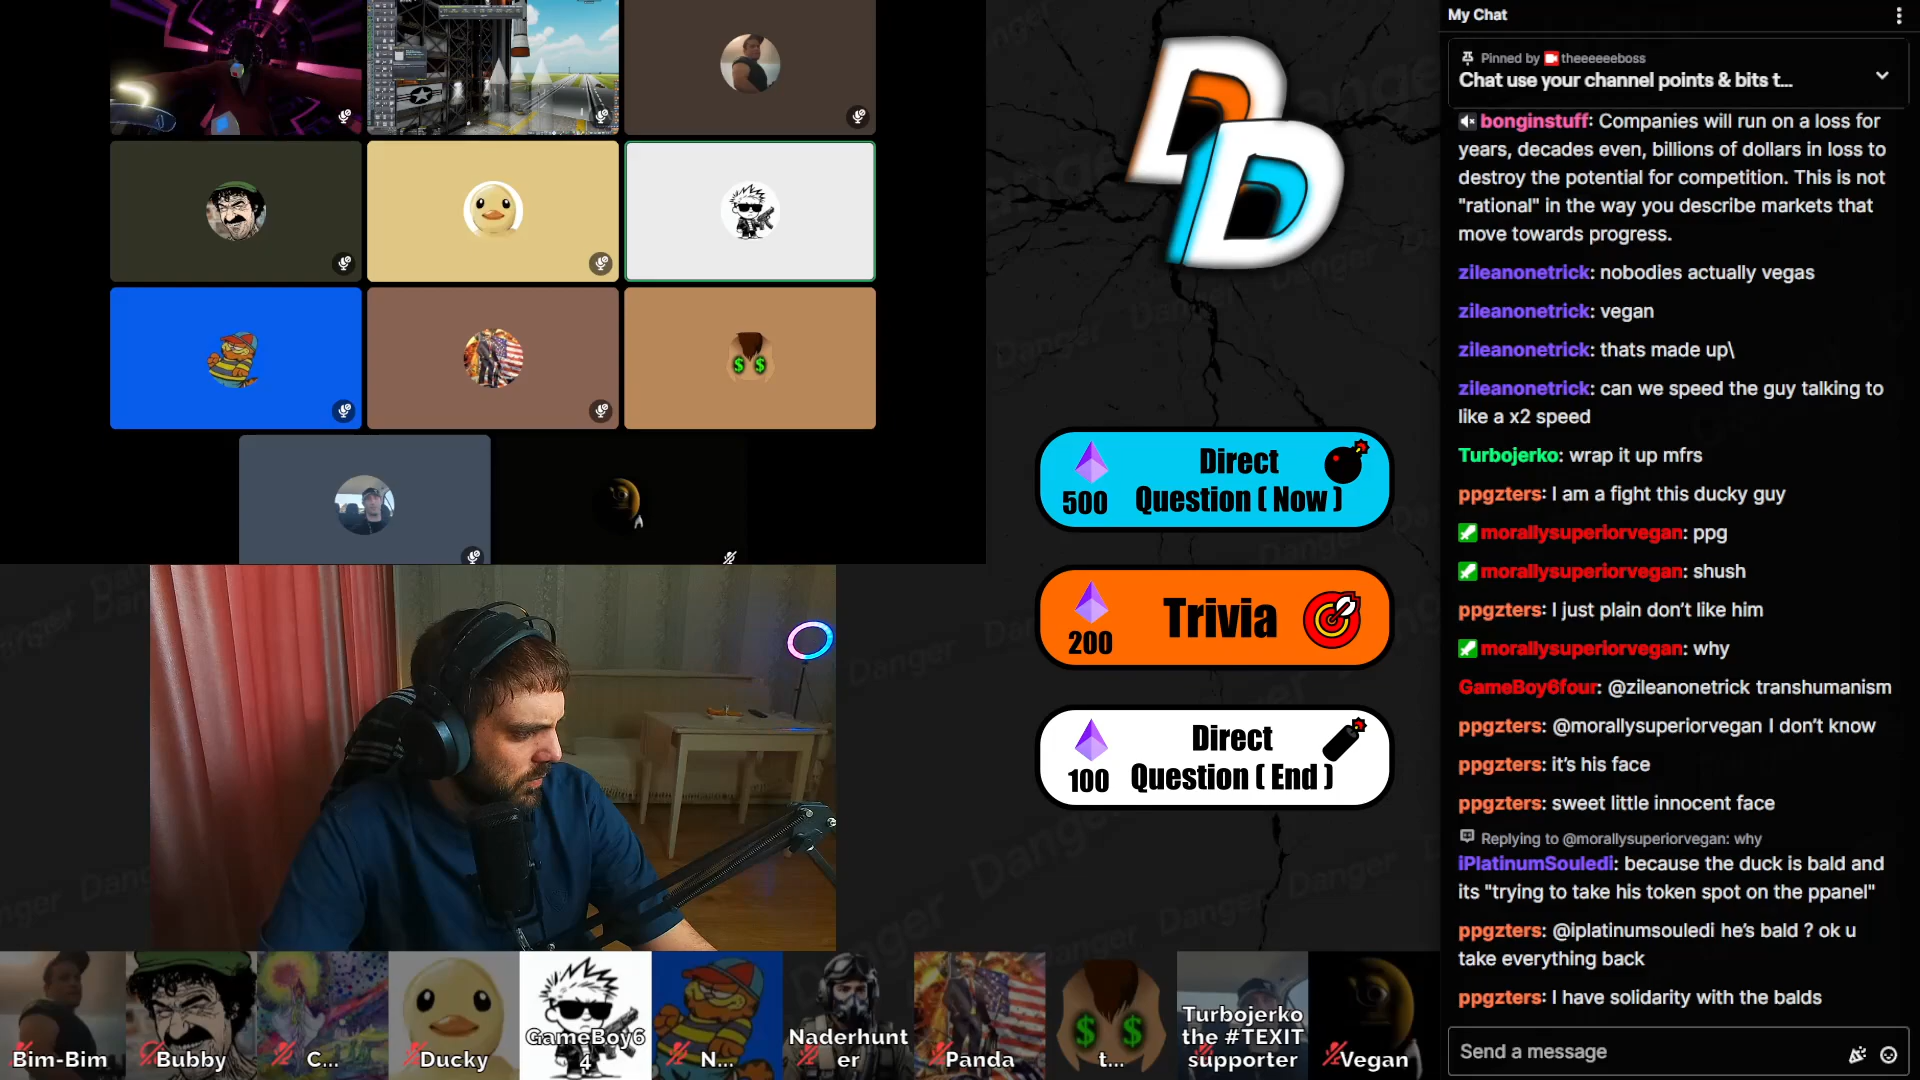 My Chat
Pinned by theeeeeboss
Chat use your channel points & bits t...
bonginstuff: Companies will run on a loss for
years, decades even, billions of dollars in loss to
destroy the potential for competition. This is not
"rational" in the way you describe markets that
move towards progress.
zileanonetrick: nobodies actually vegas
zileanonetrick: vegan
zileanonetrick: thats made up\
zileanonetrick: can we speed the guy talking to
like a x2 speed
Turbojerko: wrap it up mfrs
ppgzters: I am a fight this ducky guy
morallysuperiorvegan: ppg
morallysuperiorvegan: shush
ppgzters: I just plain don't like him
morallysuperiorvegan: why
GameBoy6four: @zileanonetrick transhumanism
ppgzters: @morallysuperiorvegan I don't know
ppgzters: it's his face
ppgzters: sweet little innocent face
Replying to @morallysuperiorvegan: why
iPlatinumSouledi: because the duck is bald and
its "trying to take his token spot on the ppanel"
ppgzters: @iplatinumsouledi he's bald ? ok u
take everything back
ppgzters: I have solidarity with the balds
Send a message
DD
Direct
Question ( Now )
500
Trivia
200
Direct
Question ( End )
100
Danger
Danger
Danger
Bim-Bim
Bubby
C...
Ducky
GameBoy6
4
N...
Naderhunt
er
Panda
t...
Turbojerko
the #TEXIT
supporter
Vegan